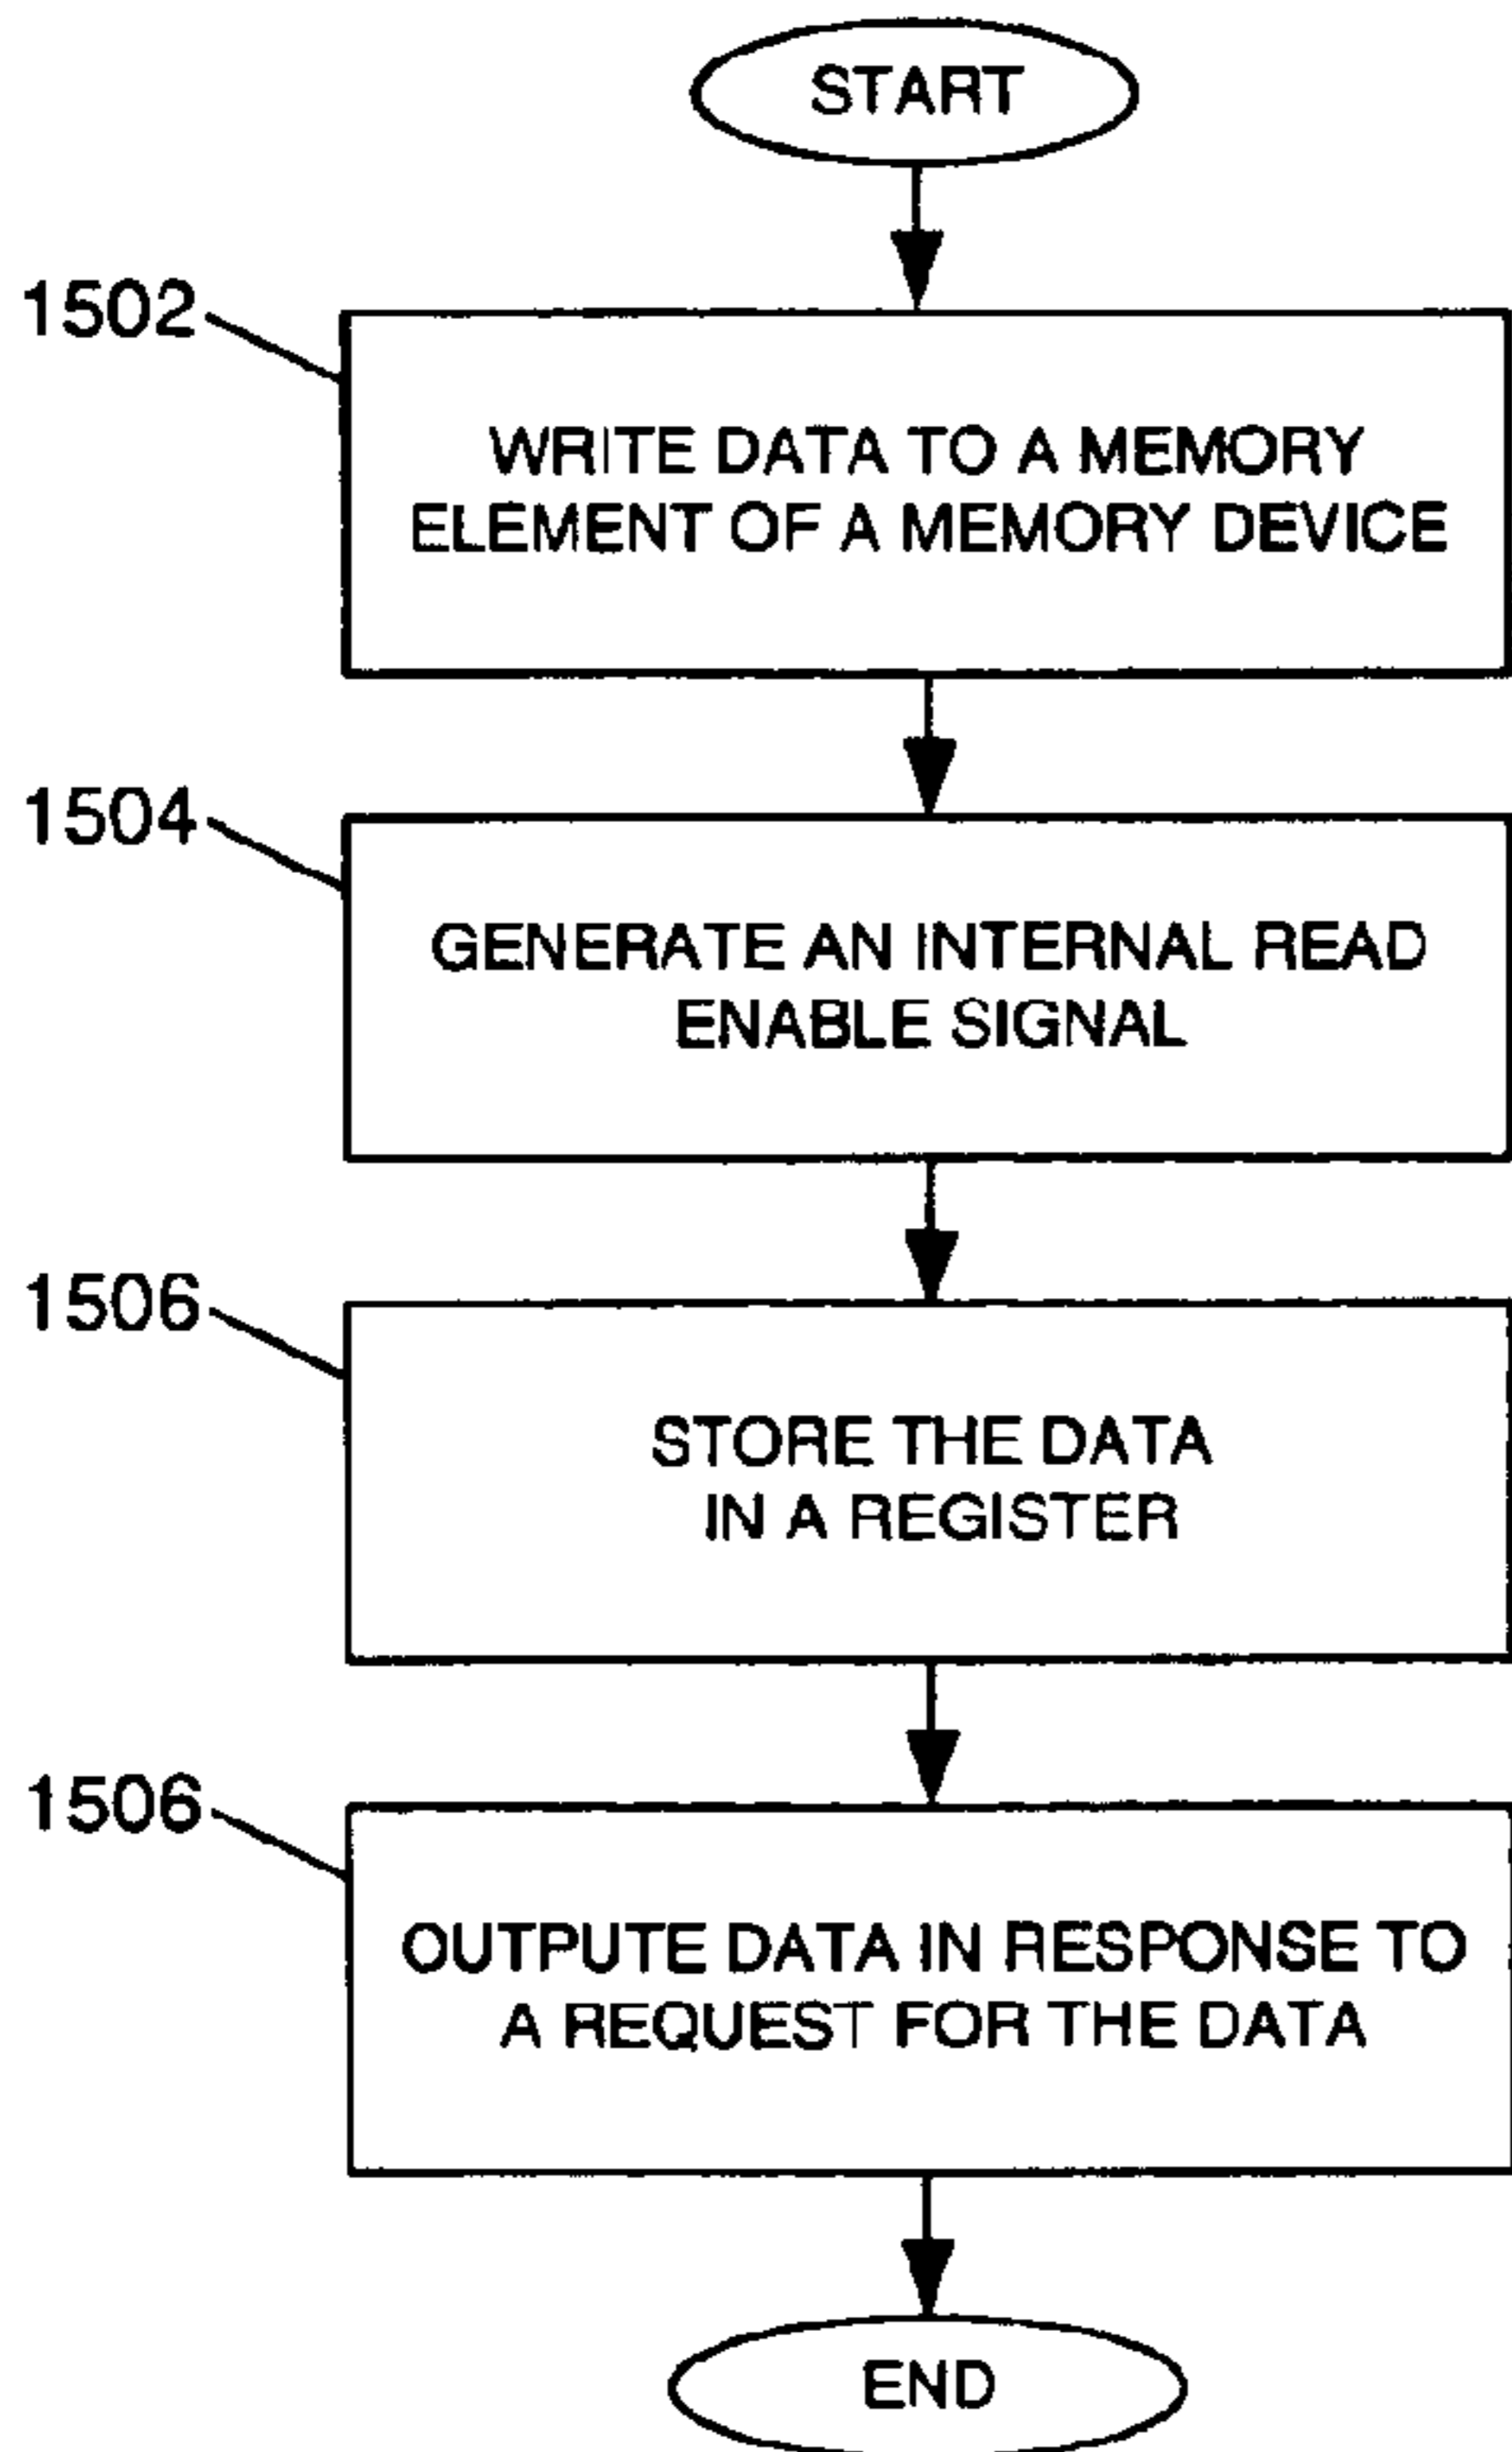 START
1502
WRITE DATA TO A MEMORY
ELEMENT OF A MEMORY DEVICE
1504
GENERATE AN INTERNAL READ
ENABLE SIGNAL
1506
STORE THE DATA
IN A REGISTER
1506
OUTPUTE DATA IN RESPONSE TO
A REQUEST FOR THE DATA
END